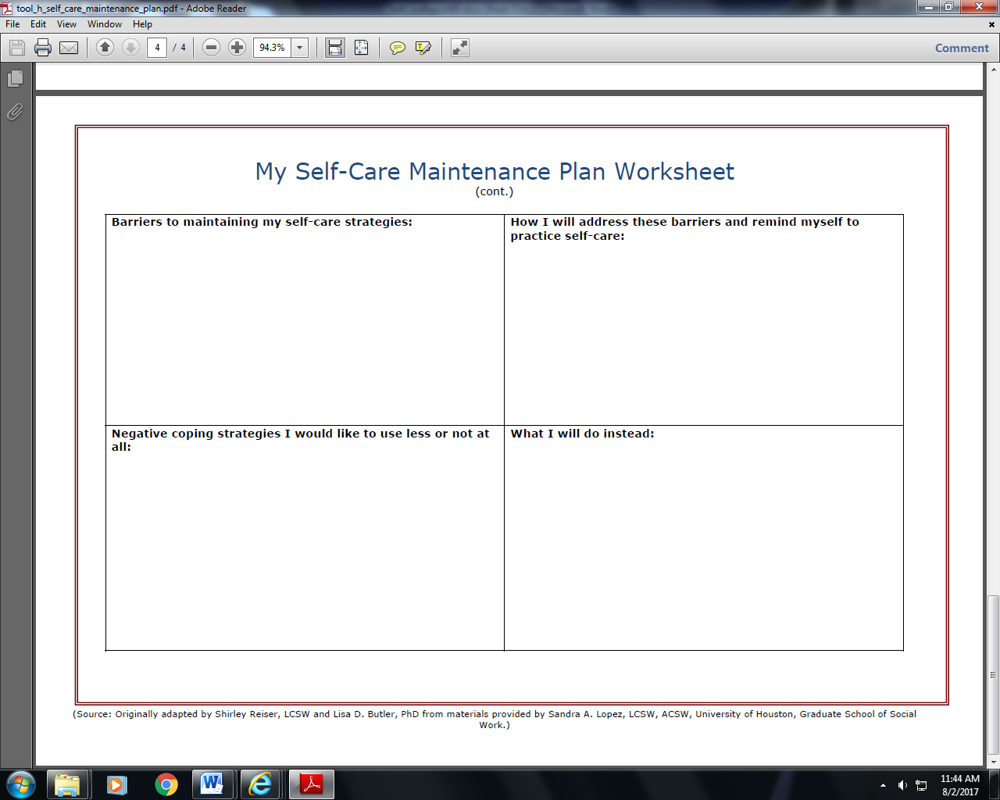 tool_h_self_care_maintenance_plan.pdf - Adobe Reader
File Edit View Window Help
4 / 4 94.3% Comment
My Self-Care Maintenance Plan Worksheet
(cont.)
Barriers to maintaining my self-care strategies:
How I will address these barriers and remind myself to
practice self-care:
Negative coping strategies I would like to use less or not at
all:
What I will do instead:
(Source: Originally adapted by Shirley Reiser, LCSW and Lisa D. Butler, PhD from materials provided by Sandra A. Lopez, LCSW, ACSW, University of Houston, Graduate School of Social
Work.)
11:44 AM
8/2/2017